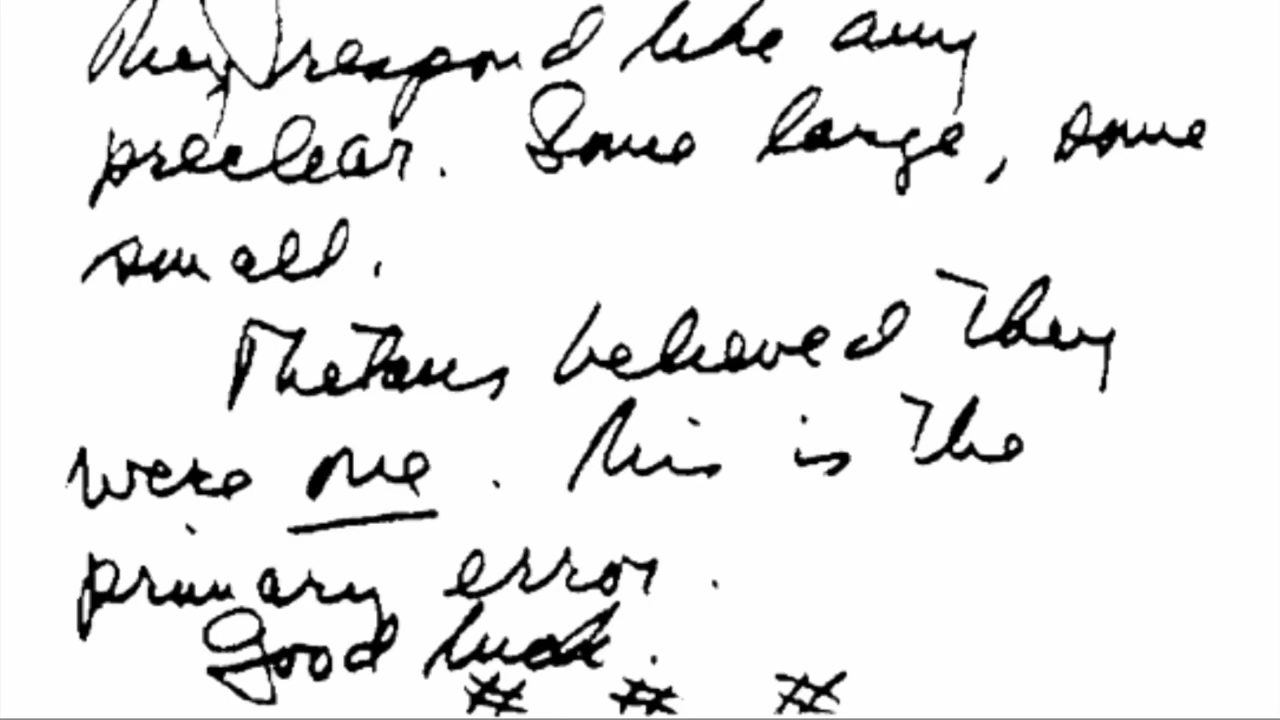 They respond like any
preclear. Some large, some
small.
Thetans believed they
were one. This is the
primary error.
Good luck.
# # #